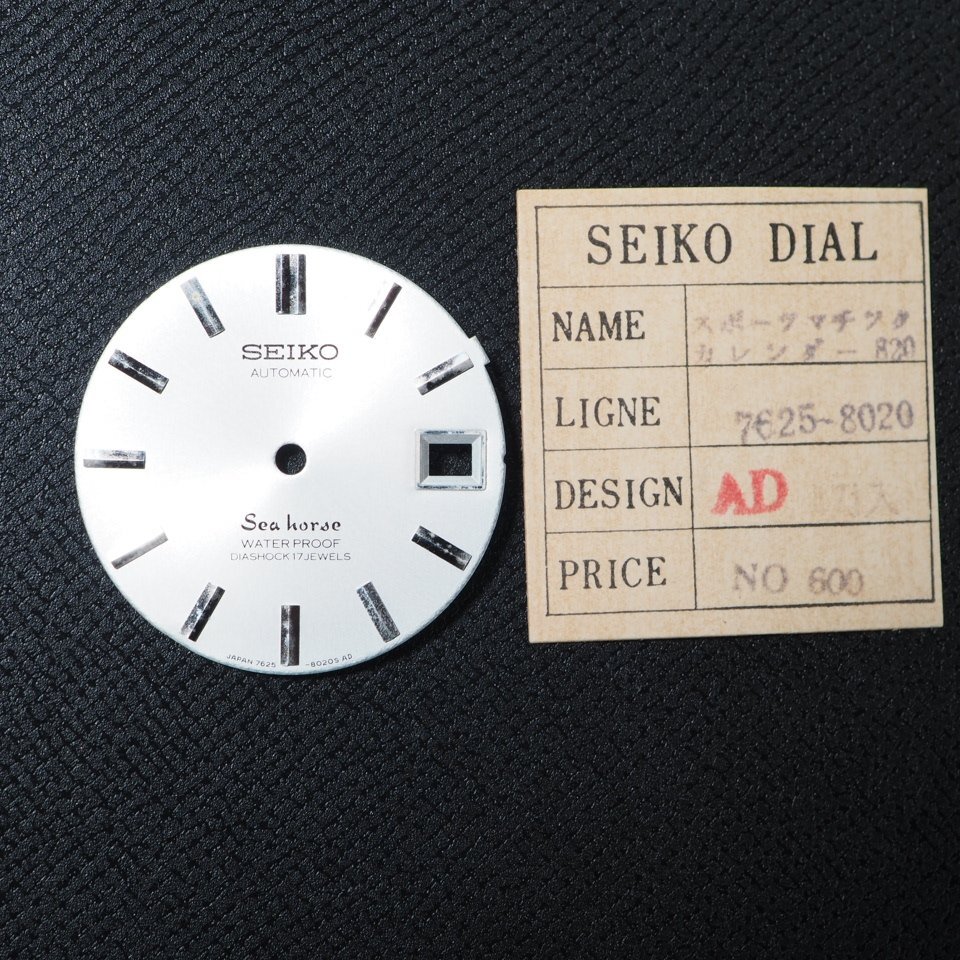 SEIKO
AUTOMATIC
Sea horse
WATER PROOF
DIASHOCK 17 JEWELS
JAPAN 7625 -8020S AD
SEIKO DIAL
NAME
スポーツマチック
カレンダー 820
LIGNE
7625-8020
DESIGN
AD
PRICE
NO 600